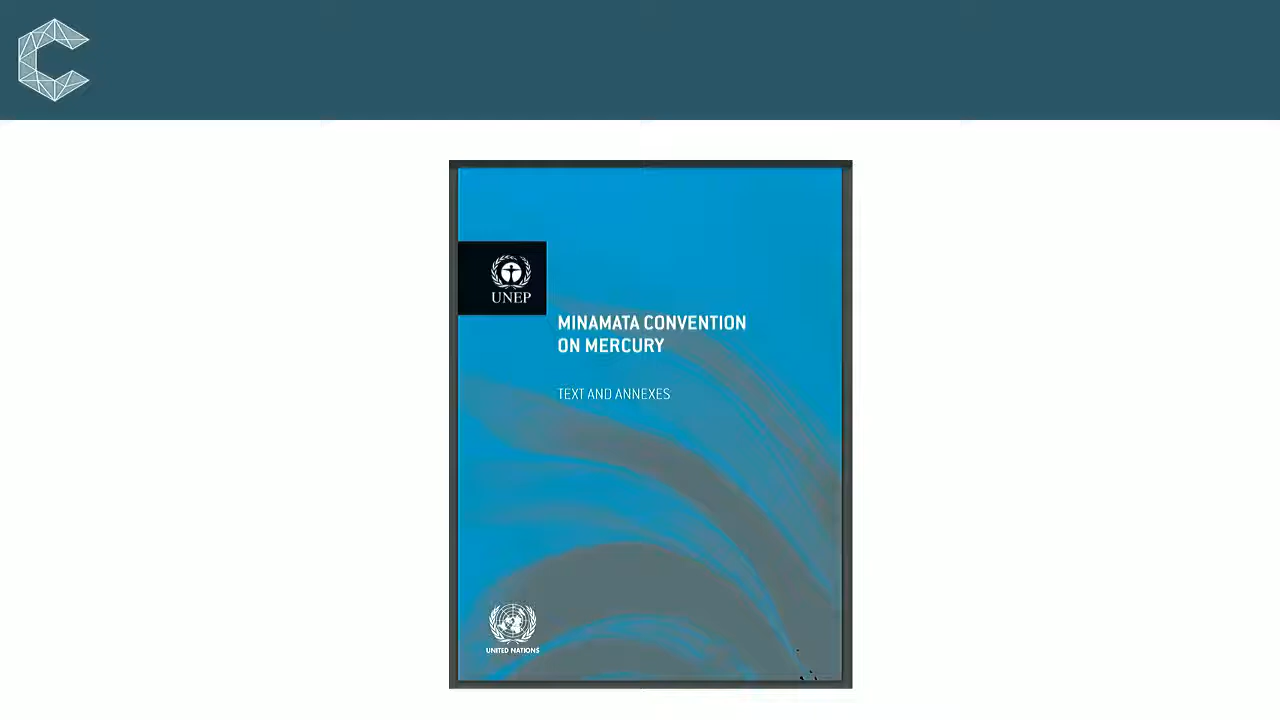 UNEP
MINAMATA CONVENTION
ON MERCURY
TEXT AND ANNEXES
UNITED NATIONS